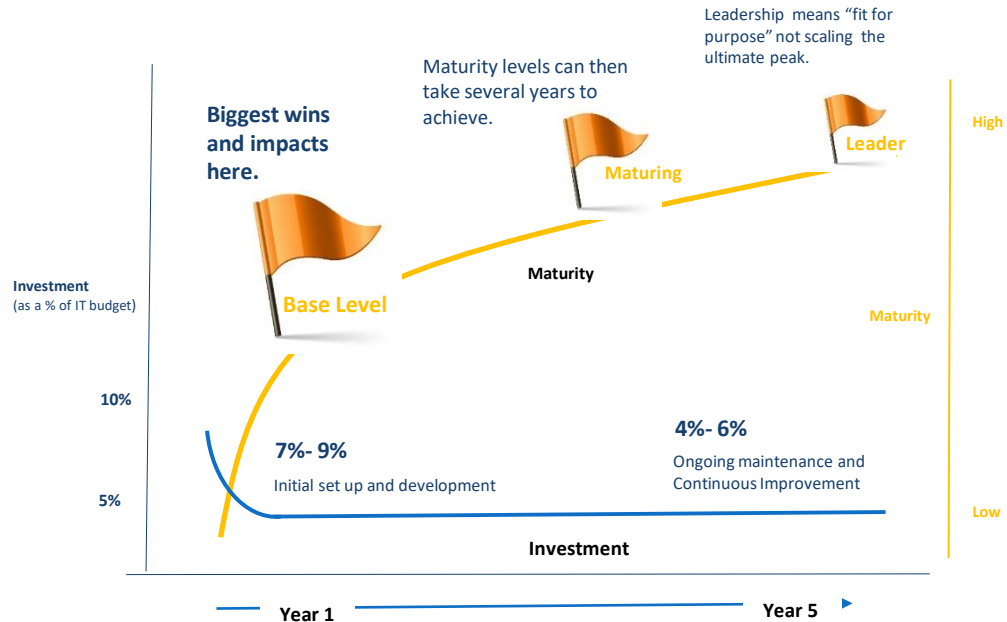 Leadership means “fit for
purpose” not scaling the
ultimate peak.
Maturity levels can then
take several years to
achieve.
Biggest wins
and impacts
here.
High
Leader
Maturing
Maturity
Base Level
Investment
(as a % of IT budget)
Maturity
10%
7%- 9%
Initial set up and development
4%- 6%
Ongoing maintenance and
Continuous Improvement
5%
Low
Investment
Year 1
Year 5